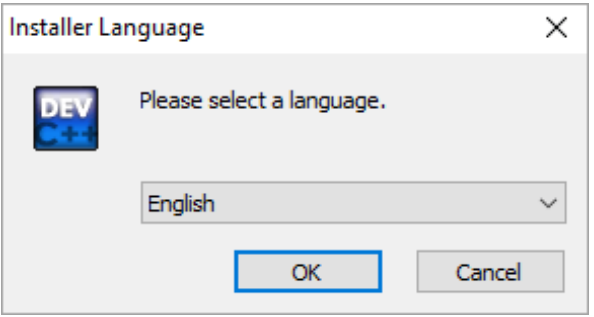 Installer Language
DEV
C++
Please select a language.
English
OK
Cancel